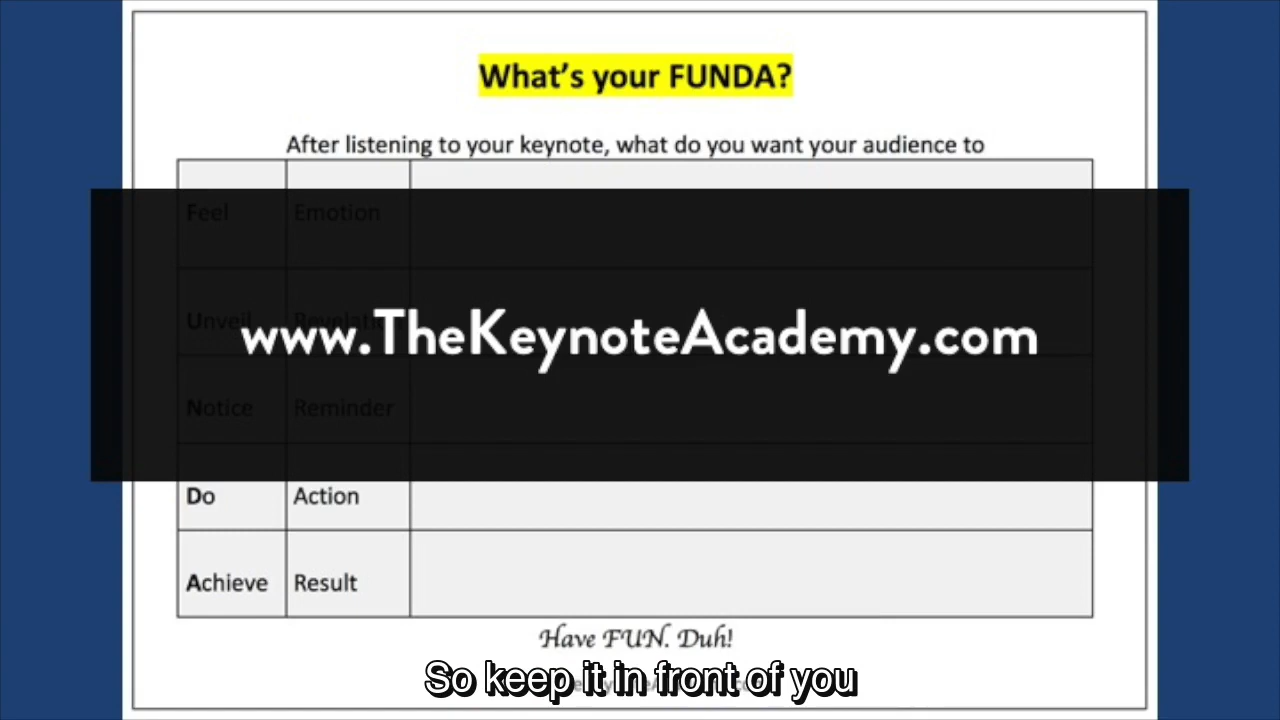 What's your FUNDA?
After listening to your keynote, what do you want your audience to
Feel Emotion
Unveil
www.TheKeynoteAcademy.com
Notice Reminder
Do Action
Achieve Result
Have FUN. Duh!
So keep it in front of you